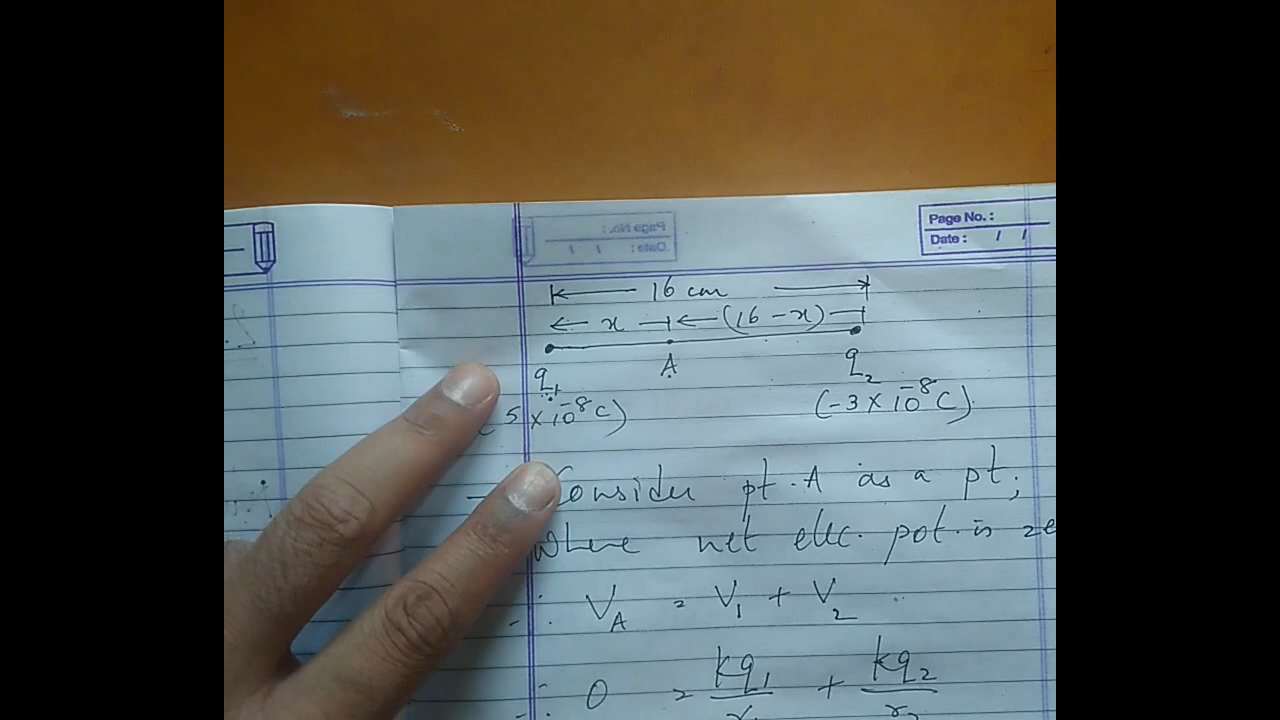 Page No. :
Date : / /
16 cm
x (16 - x)
A
q₁ q₂
5 × 10⁻⁸ C) (-3 × 10⁻⁸ C)
Consider pt. A as a pt;
where net elec. pot. is ze
∴ V_A = V₁ + V₂
∴ 0 = kq₁ + kq₂